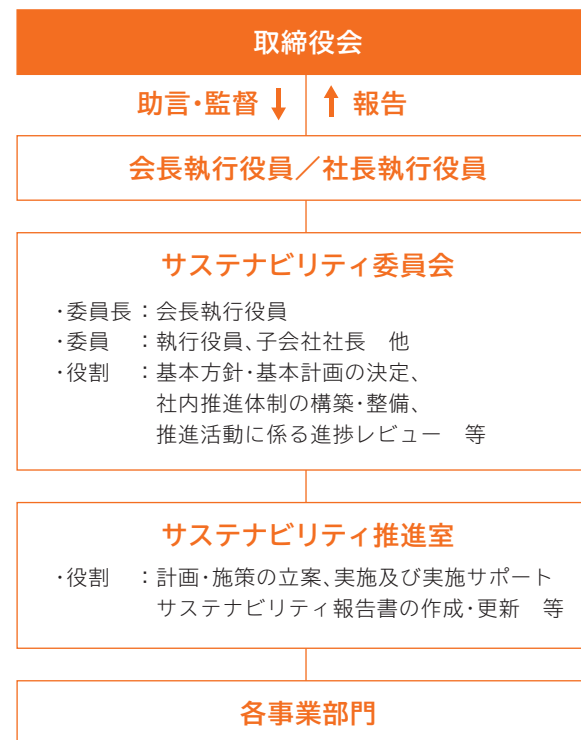 取締役会
助言・監督 ↓ ↑ 報告
会長執行役員／社長執行役員
サステナビリティ委員会
・委員長：会長執行役員
・委員　：執行役員、子会社社長　他
・役割　：基本方針・基本計画の決定、
社内推進体制の構築・整備、
推進活動に係る進捗レビュー　等
サステナビリティ推進室
・役割　：計画・施策の立案、実施及び実施サポート
サステナビリティ報告書の作成・更新　等
各事業部門